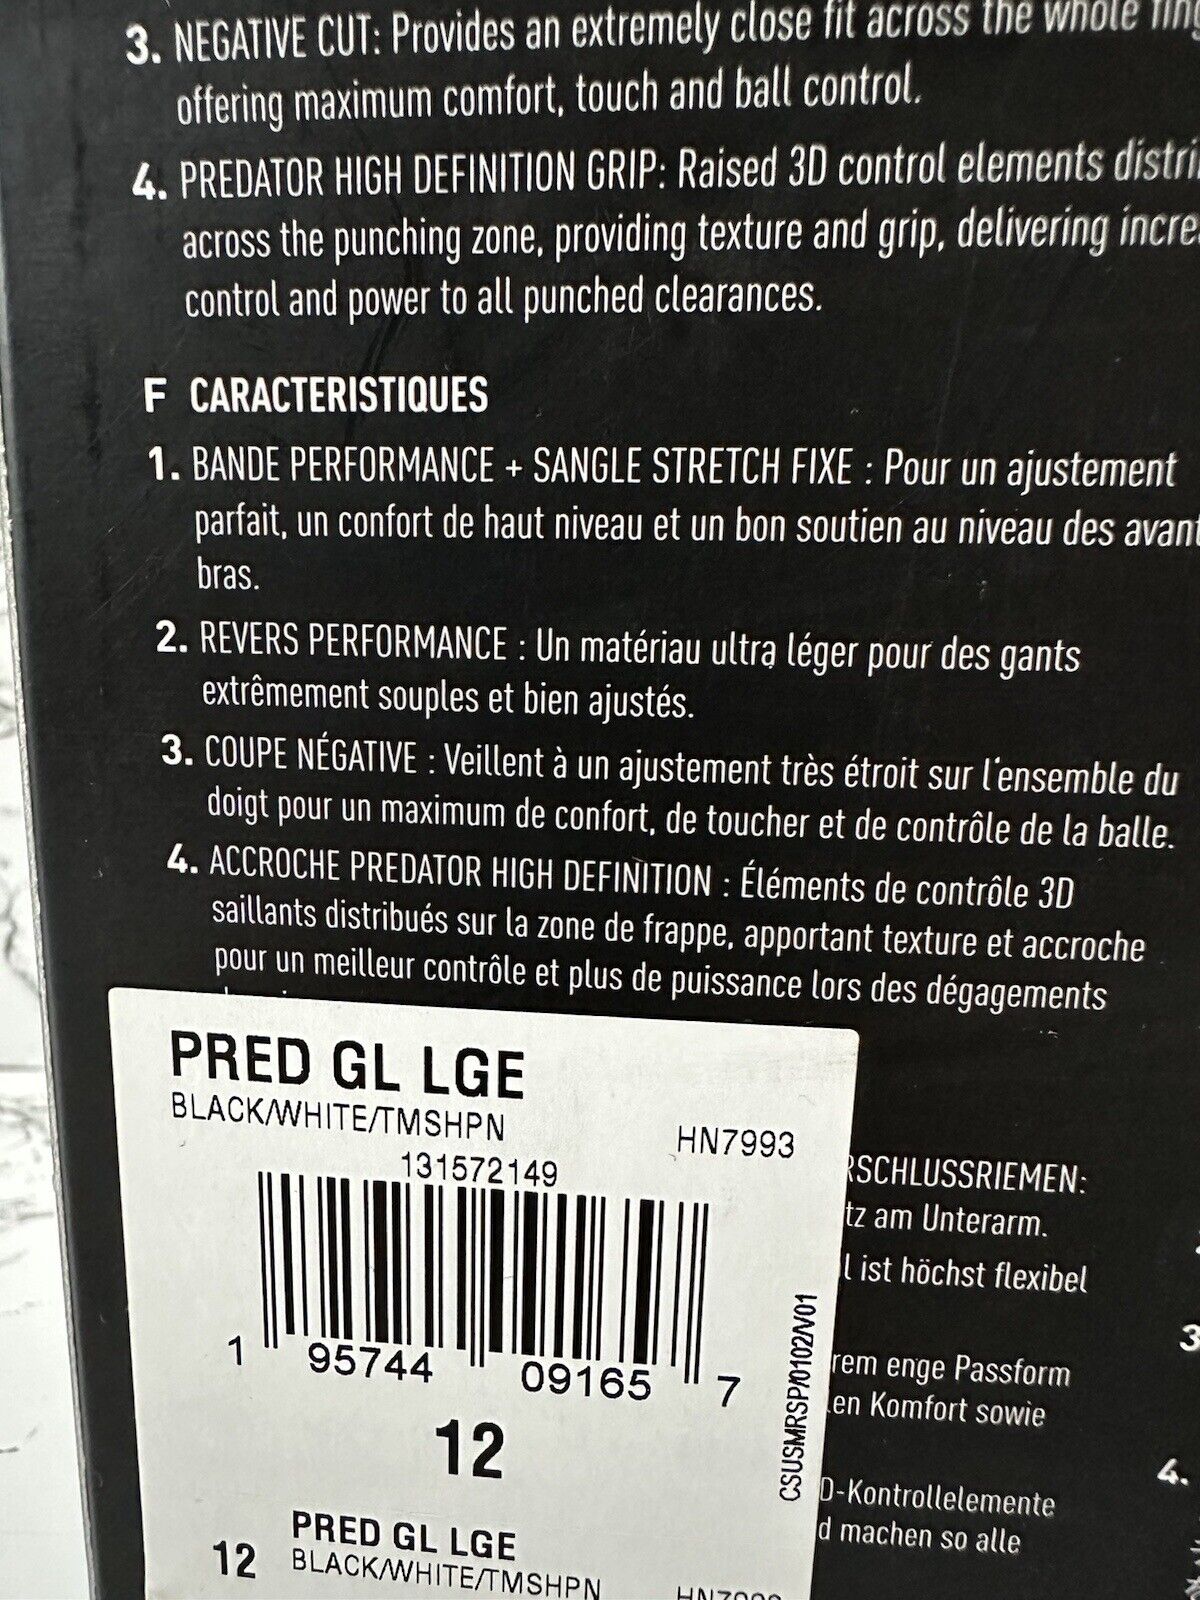 3. NEGATIVE CUT: Provides an extremely close fit across the whole
offering maximum comfort, touch and ball control.
4. PREDATOR HIGH DEFINITION GRIP: Raised 3D control elements
across the punching zone, providing texture and grip, delivering
control and power to all punched clearances.
F CARACTERISTIQUES
1. BANDE PERFORMANCE + SANGLE STRETCH FIXE : Pour un ajustement
parfait, un confort de haut niveau et un bon soutien au niveau des avant
bras.
2. REVERS PERFORMANCE : Un matériau ultra léger pour des gants
extrêmement souples et bien ajustés.
3. COUPE NÉGATIVE : Veillent à un ajustement très étroit sur l'ensemble du
doigt pour un maximum de confort, de toucher et de contrôle de la balle.
4. ACCROCHE PREDATOR HIGH DEFINITION : Éléments de contrôle 3D
saillants distribués sur la zone de frappe, apportant texture et accroche
pour un meilleur contrôle et plus de puissance lors des dégagements
PRED GL LGE
BLACK/WHITE/TMSHPN
HN7993
131572149
1 95744 09165 7
12
CSUSMRSP/0102/V01
12 PRED GL LGE
BLACK/WHITE/TMSHPN
RSCHLUSSRIEMEN:
tz am Unterarm.
l ist höchst flexibel
rem enge Passform
en Komfort sowie
D-Kontrollelemente
d machen so alle
3
4.